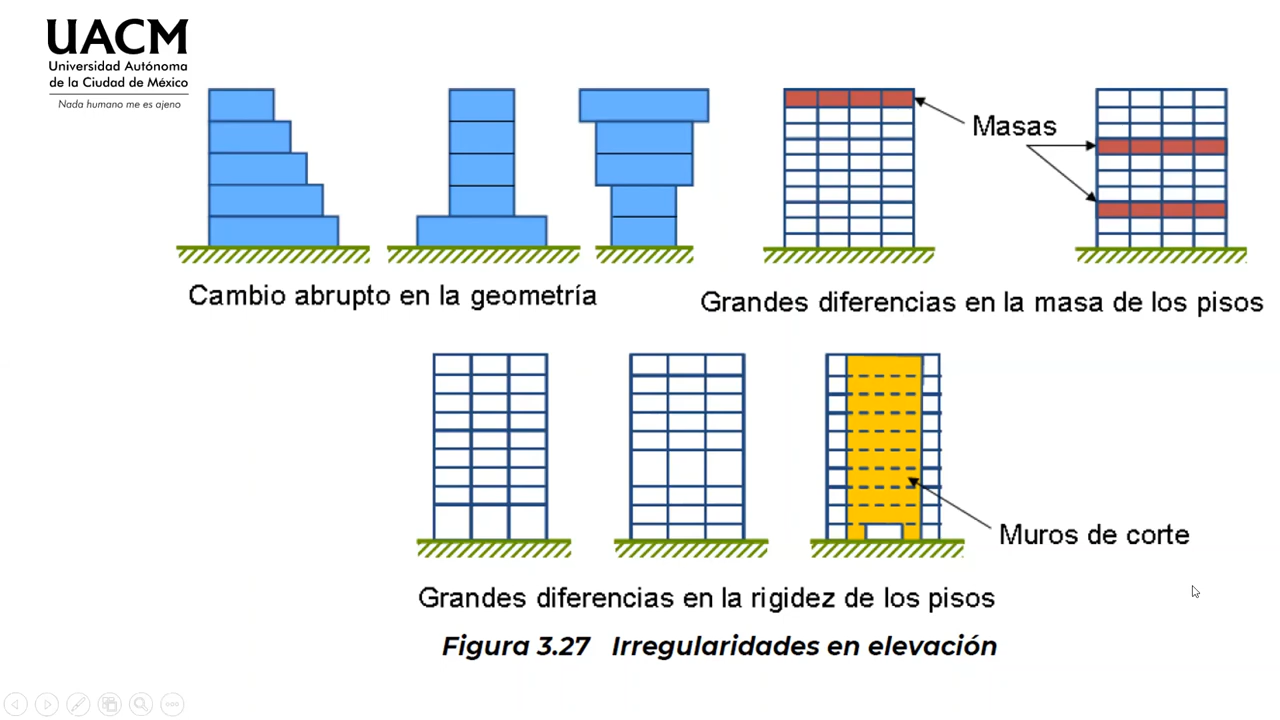 UACM
Universidad Autónoma
de la Ciudad de México
Nada humano me es ajeno
Masas
Cambio abrupto en la geometría
Grandes diferencias en la masa de los pisos
Muros de corte
Grandes diferencias en la rigidez de los pisos
Figura 3.27 Irregularidades en elevación